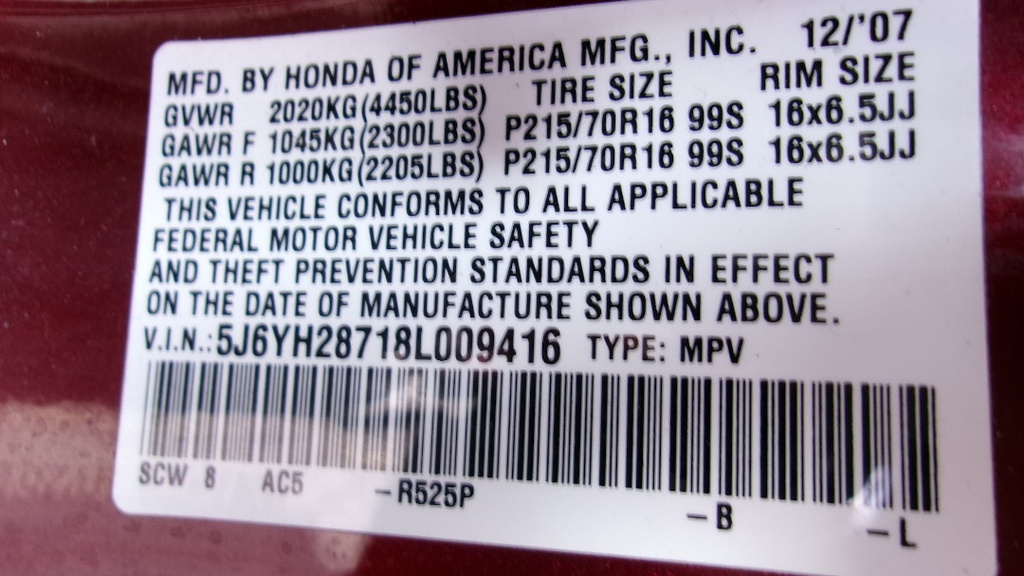 MFD. BY HONDA OF AMERICA MFG., INC. 12/'07
GVWR 2020KG(4450LBS) TIRE SIZE RIM SIZE
GAWR F 1045KG(2300LBS) P215/70R16 99S 16x6.5JJ
GAWR R 1000KG(2205LBS) P215/70R16 99S 16x6.5JJ
THIS VEHICLE CONFORMS TO ALL APPLICABLE
FEDERAL MOTOR VEHICLE SAFETY
AND THEFT PREVENTION STANDARDS IN EFFECT
ON THE DATE OF MANUFACTURE SHOWN ABOVE.
V.I.N.:5J6YH28718L009416 TYPE: MPV
SCW 8 AC5 -R525P -B -L